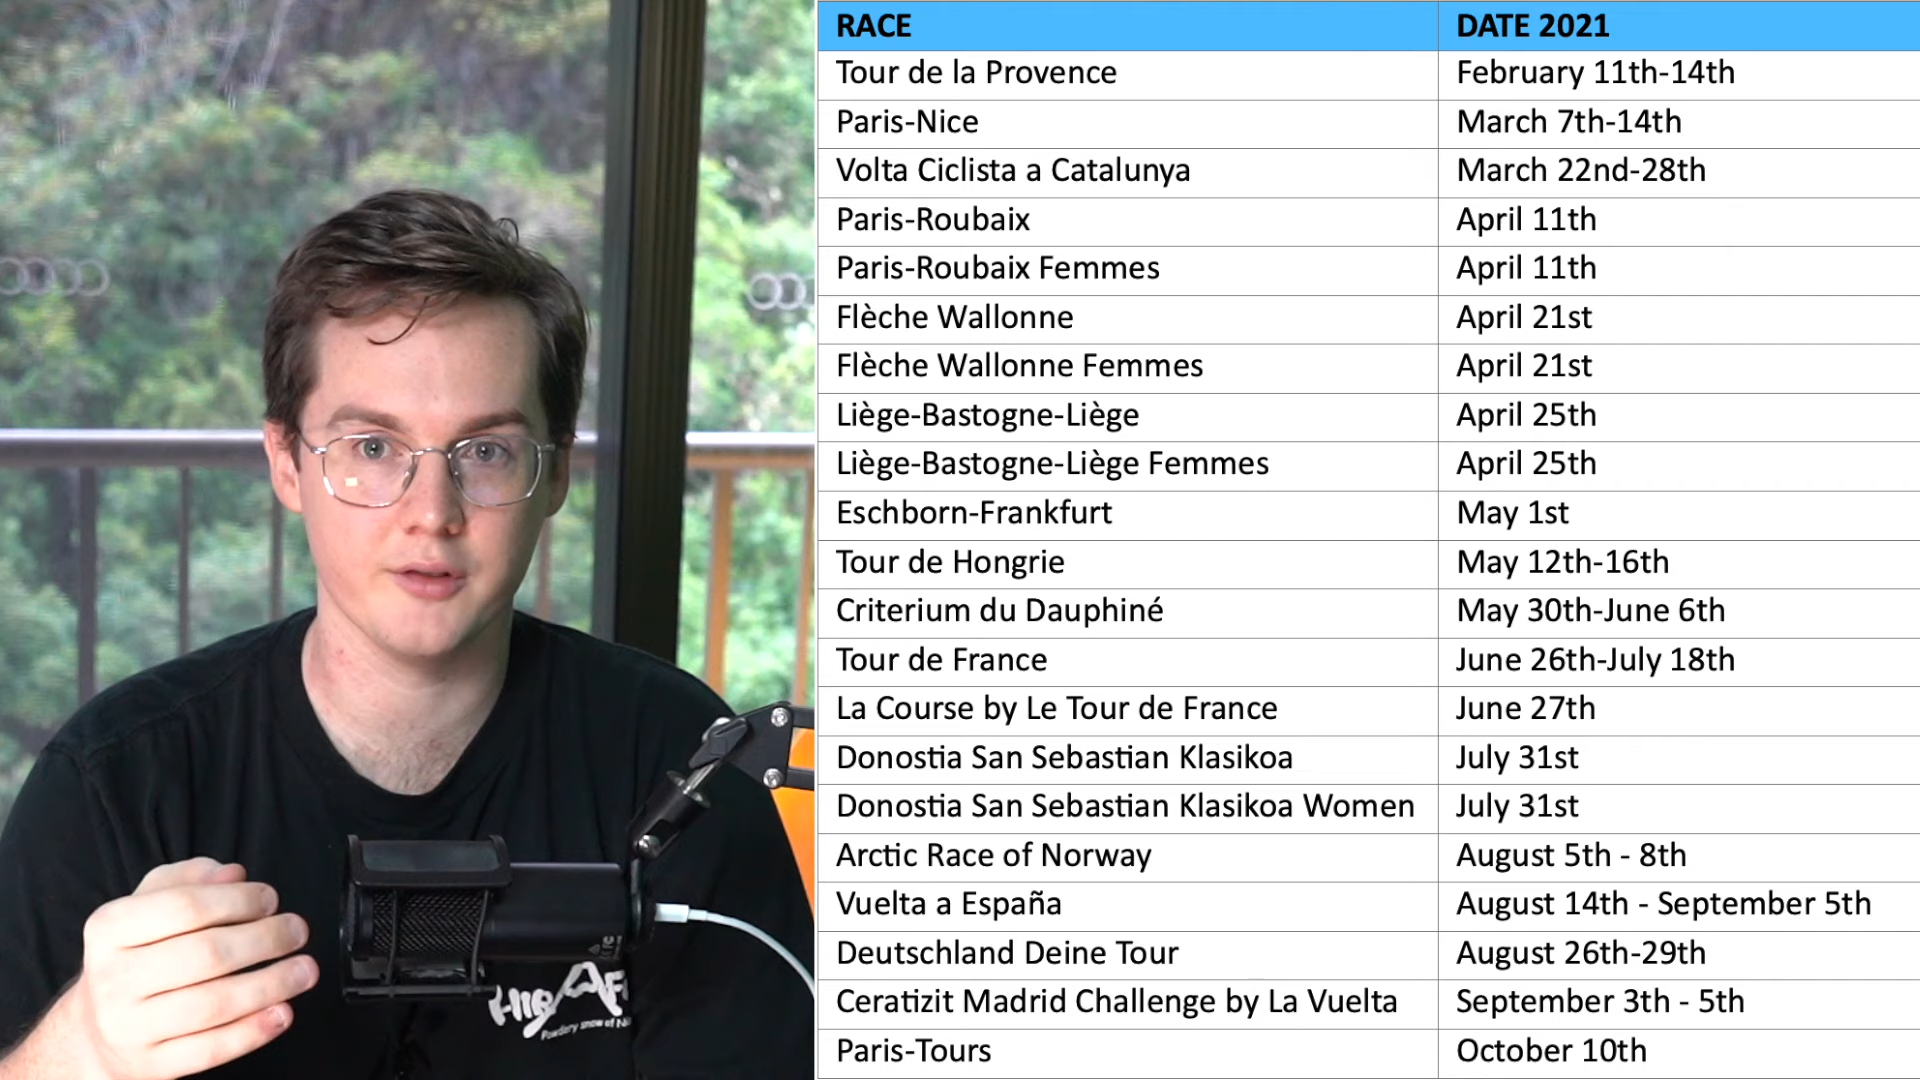 RACE DATE 2021
Tour de la Provence February 11th-14th
Paris-Nice March 7th-14th
Volta Ciclista a Catalunya March 22nd-28th
Paris-Roubaix April 11th
Paris-Roubaix Femmes April 11th
Flèche Wallonne April 21st
Flèche Wallonne Femmes April 21st
Liège-Bastogne-Liège April 25th
Liège-Bastogne-Liège Femmes April 25th
Eschborn-Frankfurt May 1st
Tour de Hongrie May 12th-16th
Criterium du Dauphiné May 30th-June 6th
Tour de France June 26th-July 18th
La Course by Le Tour de France June 27th
Donostia San Sebastian Klasikoa July 31st
Donostia San Sebastian Klasikoa Women July 31st
Arctic Race of Norway August 5th - 8th
Vuelta a España August 14th - September 5th
Deutschland Deine Tour August 26th-29th
Ceratizit Madrid Challenge by La Vuelta September 3th - 5th
Paris-Tours October 10th
Powdery snow of